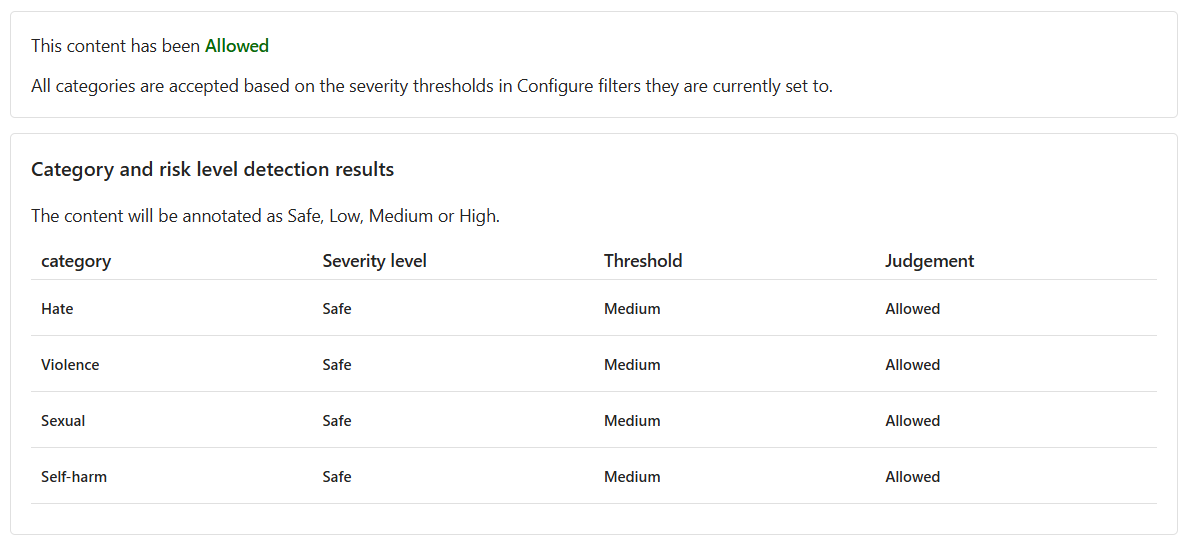 This content has been Allowed
All categories are accepted based on the severity thresholds in Configure filters they are currently set to.
Category and risk level detection results
The content will be annotated as Safe, Low, Medium or High.
category Severity level Threshold Judgement
Hate Safe Medium Allowed
Violence Safe Medium Allowed
Sexual Safe Medium Allowed
Self-harm Safe Medium Allowed